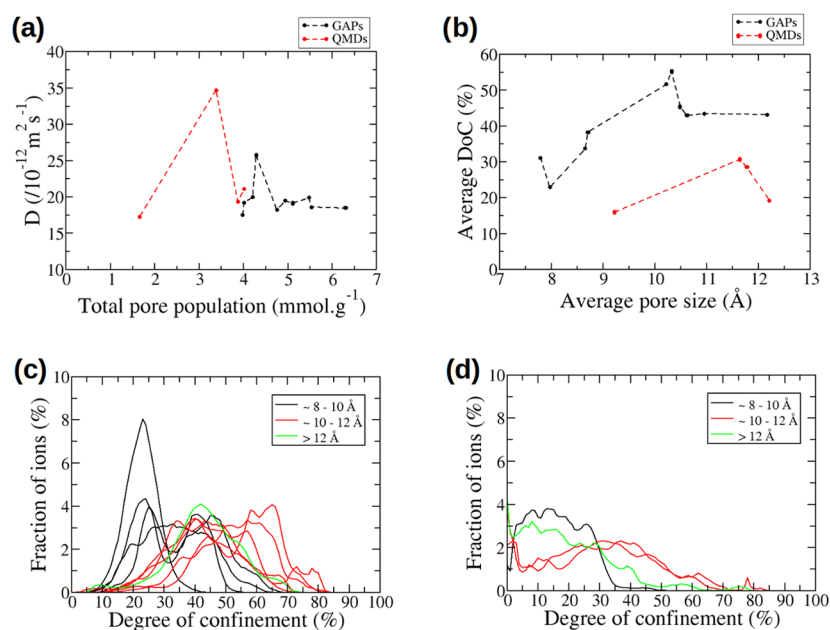 (a)
GAPs
QMDs
40
35
30
25
20
15
10
D (/10⁻¹² m² s⁻¹)
0 1 2 3 4 5 6 7
Total pore population (mmol.g⁻¹)
(b)
GAPs
QMDs
60
50
40
30
20
10
0
Average DoC (%)
7 8 9 10 11 12 13
Average pore size (Å)
(c)
10
8
6
4
2
0
Fraction of ions (%)
~ 8 - 10 Å
~ 10 - 12 Å
> 12 Å
0 10 20 30 40 50 60 70 80 90 100
Degree of confinement (%)
(d)
10
8
6
4
2
0
Fraction of ions (%)
~ 8 - 10 Å
~ 10 - 12 Å
> 12 Å
0 10 20 30 40 50 60 70 80 90 100
Degree of confinement (%)